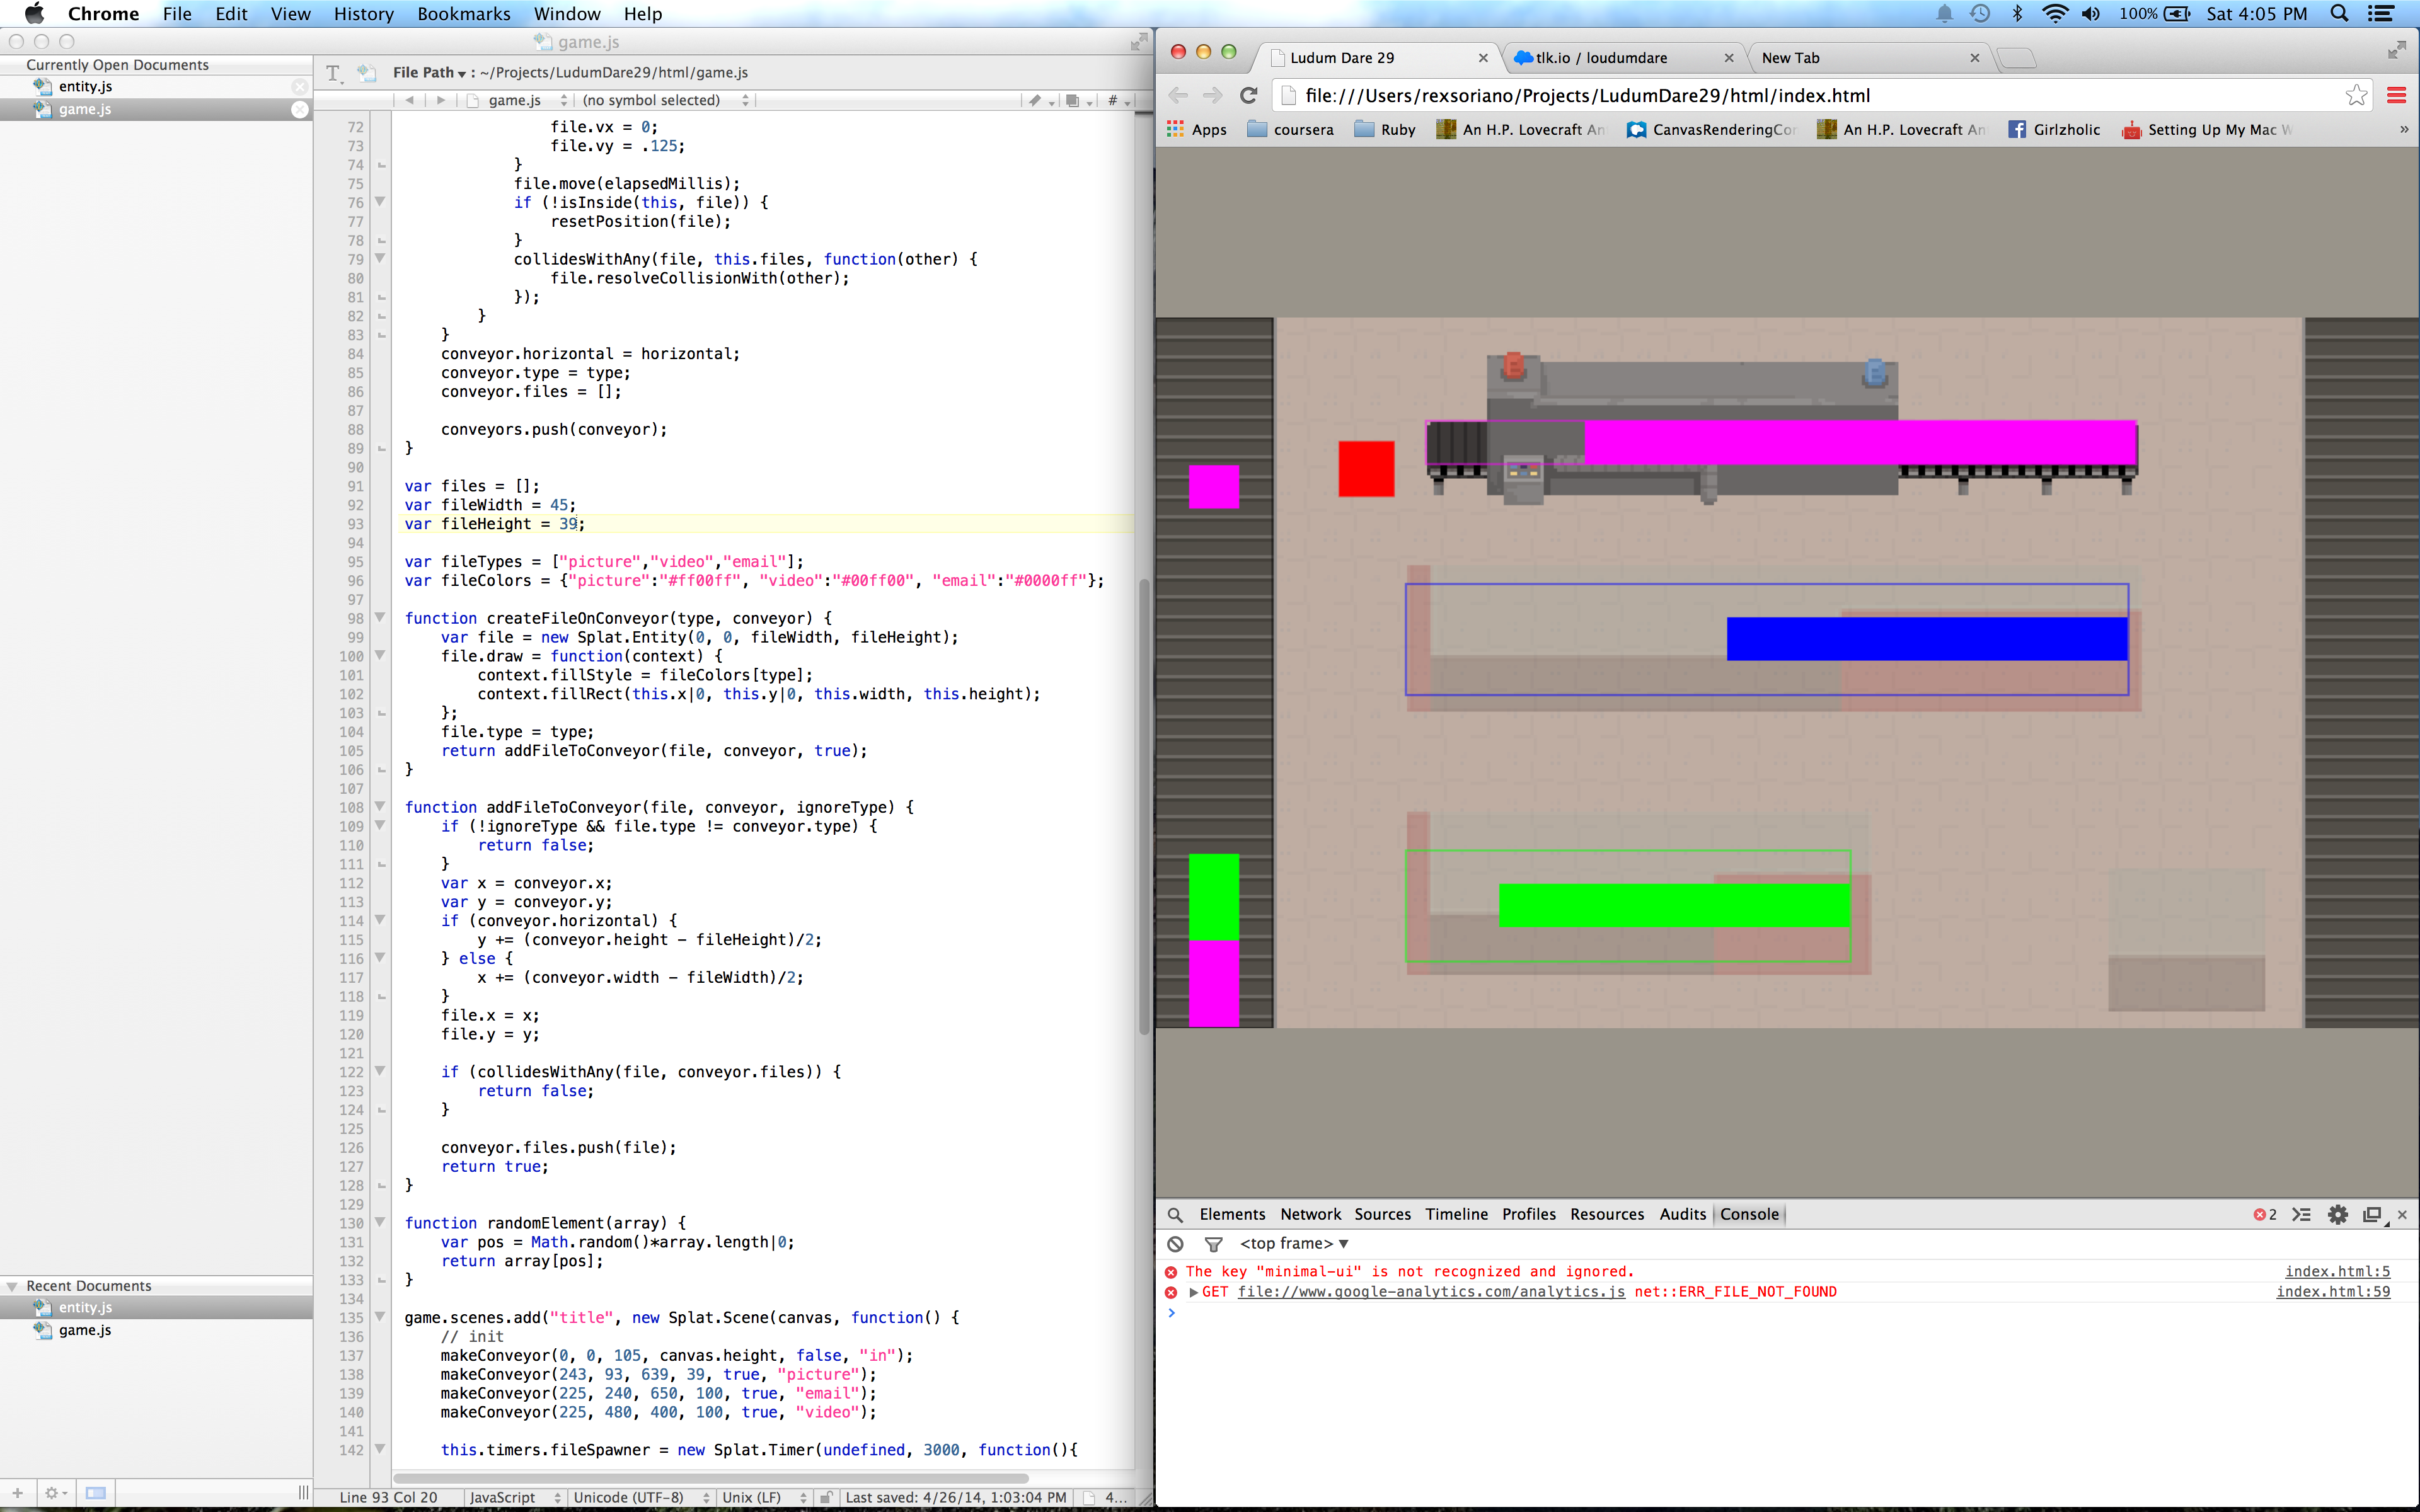 Chrome File Edit View History Bookmarks Window Help 100% Sat 4:05 PM
game.js
Currently Open Documents
entity.js
game.js
File Path : ~/Projects/LudumDare29/html/game.js
game.js (no symbol selected) #
72 file.vx = 0;
73 file.vy = .125;
74 }
75 file.move(elapsedMillis);
76 if (!isInside(this, file)) {
77 resetPosition(file);
78 }
79 collidesWithAny(file, this.files, function(other) {
80 file.resolveCollisionWith(other);
81 });
82 }
83 }
84 conveyor.horizontal = horizontal;
85 conveyor.type = type;
86 conveyor.files = [];
87
88 conveyors.push(conveyor);
89 }
90
91 var files = [];
92 var fileWidth = 45;
93 var fileHeight = 39;
94
95 var fileTypes = ["picture","video","email"];
96 var fileColors = {"picture":"#ff00ff", "video":"#00ff00", "email":"#0000ff"};
97
98 function createFileOnConveyor(type, conveyor) {
99 var file = new Splat.Entity(0, 0, fileWidth, fileHeight);
100 file.draw = function(context) {
101 context.fillStyle = fileColors[type];
102 context.fillRect(this.x|0, this.y|0, this.width, this.height);
103 };
104 file.type = type;
105 return addFileToConveyor(file, conveyor, true);
106 }
107
108 function addFileToConveyor(file, conveyor, ignoreType) {
109 if (!ignoreType && file.type != conveyor.type) {
110 return false;
111 }
112 var x = conveyor.x;
113 var y = conveyor.y;
114 if (conveyor.horizontal) {
115 y += (conveyor.height - fileHeight)/2;
116 } else {
117 x += (conveyor.width - fileWidth)/2;
118 }
119 file.x = x;
120 file.y = y;
121
122 if (collidesWithAny(file, conveyor.files)) {
123 return false;
124 }
125
126 conveyor.files.push(file);
127 return true;
128 }
129
130 function randomElement(array) {
131 var pos = Math.random()*array.length|0;
132 return array[pos];
133 }
134
135 game.scenes.add("title", new Splat.Scene(canvas, function() {
136 // init
137 makeConveyor(0, 0, 105, canvas.height, false, "in");
138 makeConveyor(243, 93, 639, 39, true, "picture");
139 makeConveyor(225, 240, 650, 100, true, "email");
140 makeConveyor(225, 480, 400, 100, true, "video");
141
142 this.timers.fileSpawner = new Splat.Timer(undefined, 3000, function(){
Recent Documents
entity.js
game.js
Line 93 Col 20 JavaScript Unicode (UTF-8) Unix (LF) Last saved: 4/26/14, 1:03:04 PM 4...
Ludum Dare 29 tlk.io / loudumdare New Tab
file:///Users/rexsoriano/Projects/LudumDare29/html/index.html
Apps coursera Ruby An H.P. Lovecraft An CanvasRenderingCor An H.P. Lovecraft An Girlzholic Setting Up My Mac W »
Elements Network Sources Timeline Profiles Resources Audits Console 2
<top frame>
The key "minimal-ui" is not recognized and ignored. index.html:5
GET file://www.google-analytics.com/analytics.js net::ERR_FILE_NOT_FOUND index.html:59